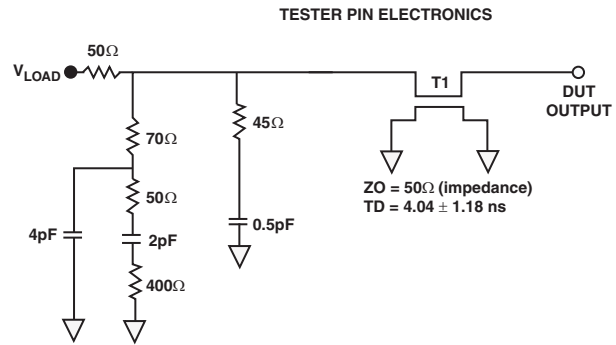 TESTER PIN ELECTRONICS
50Ω
VLOAD
T1
DUT
OUTPUT
70Ω
45Ω
50Ω
ZO = 50Ω (impedance)
TD = 4.04 ± 1.18 ns
4pF
2pF
0.5pF
400Ω